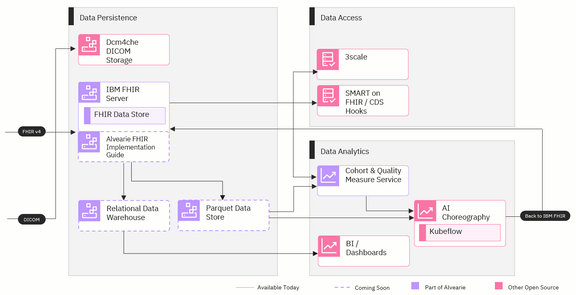 Data Persistence
Dcm4che
DICOM
Storage
IBM FHIR
Server
FHIR Data Store
Alvearie FHIR
Implementation
Guide
Relational Data
Warehouse
Parquet Data
Store
FHIR v4
DICOM
Data Access
3scale
SMART on
FHIR / CDS
Hooks
Data Analytics
Cohort & Quality
Measure Service
AI
Choreography
Kubeflow
BI /
Dashboards
Back to IBM FHIR
Available Today
Coming Soon
Part of Alvearie
Other Open Source